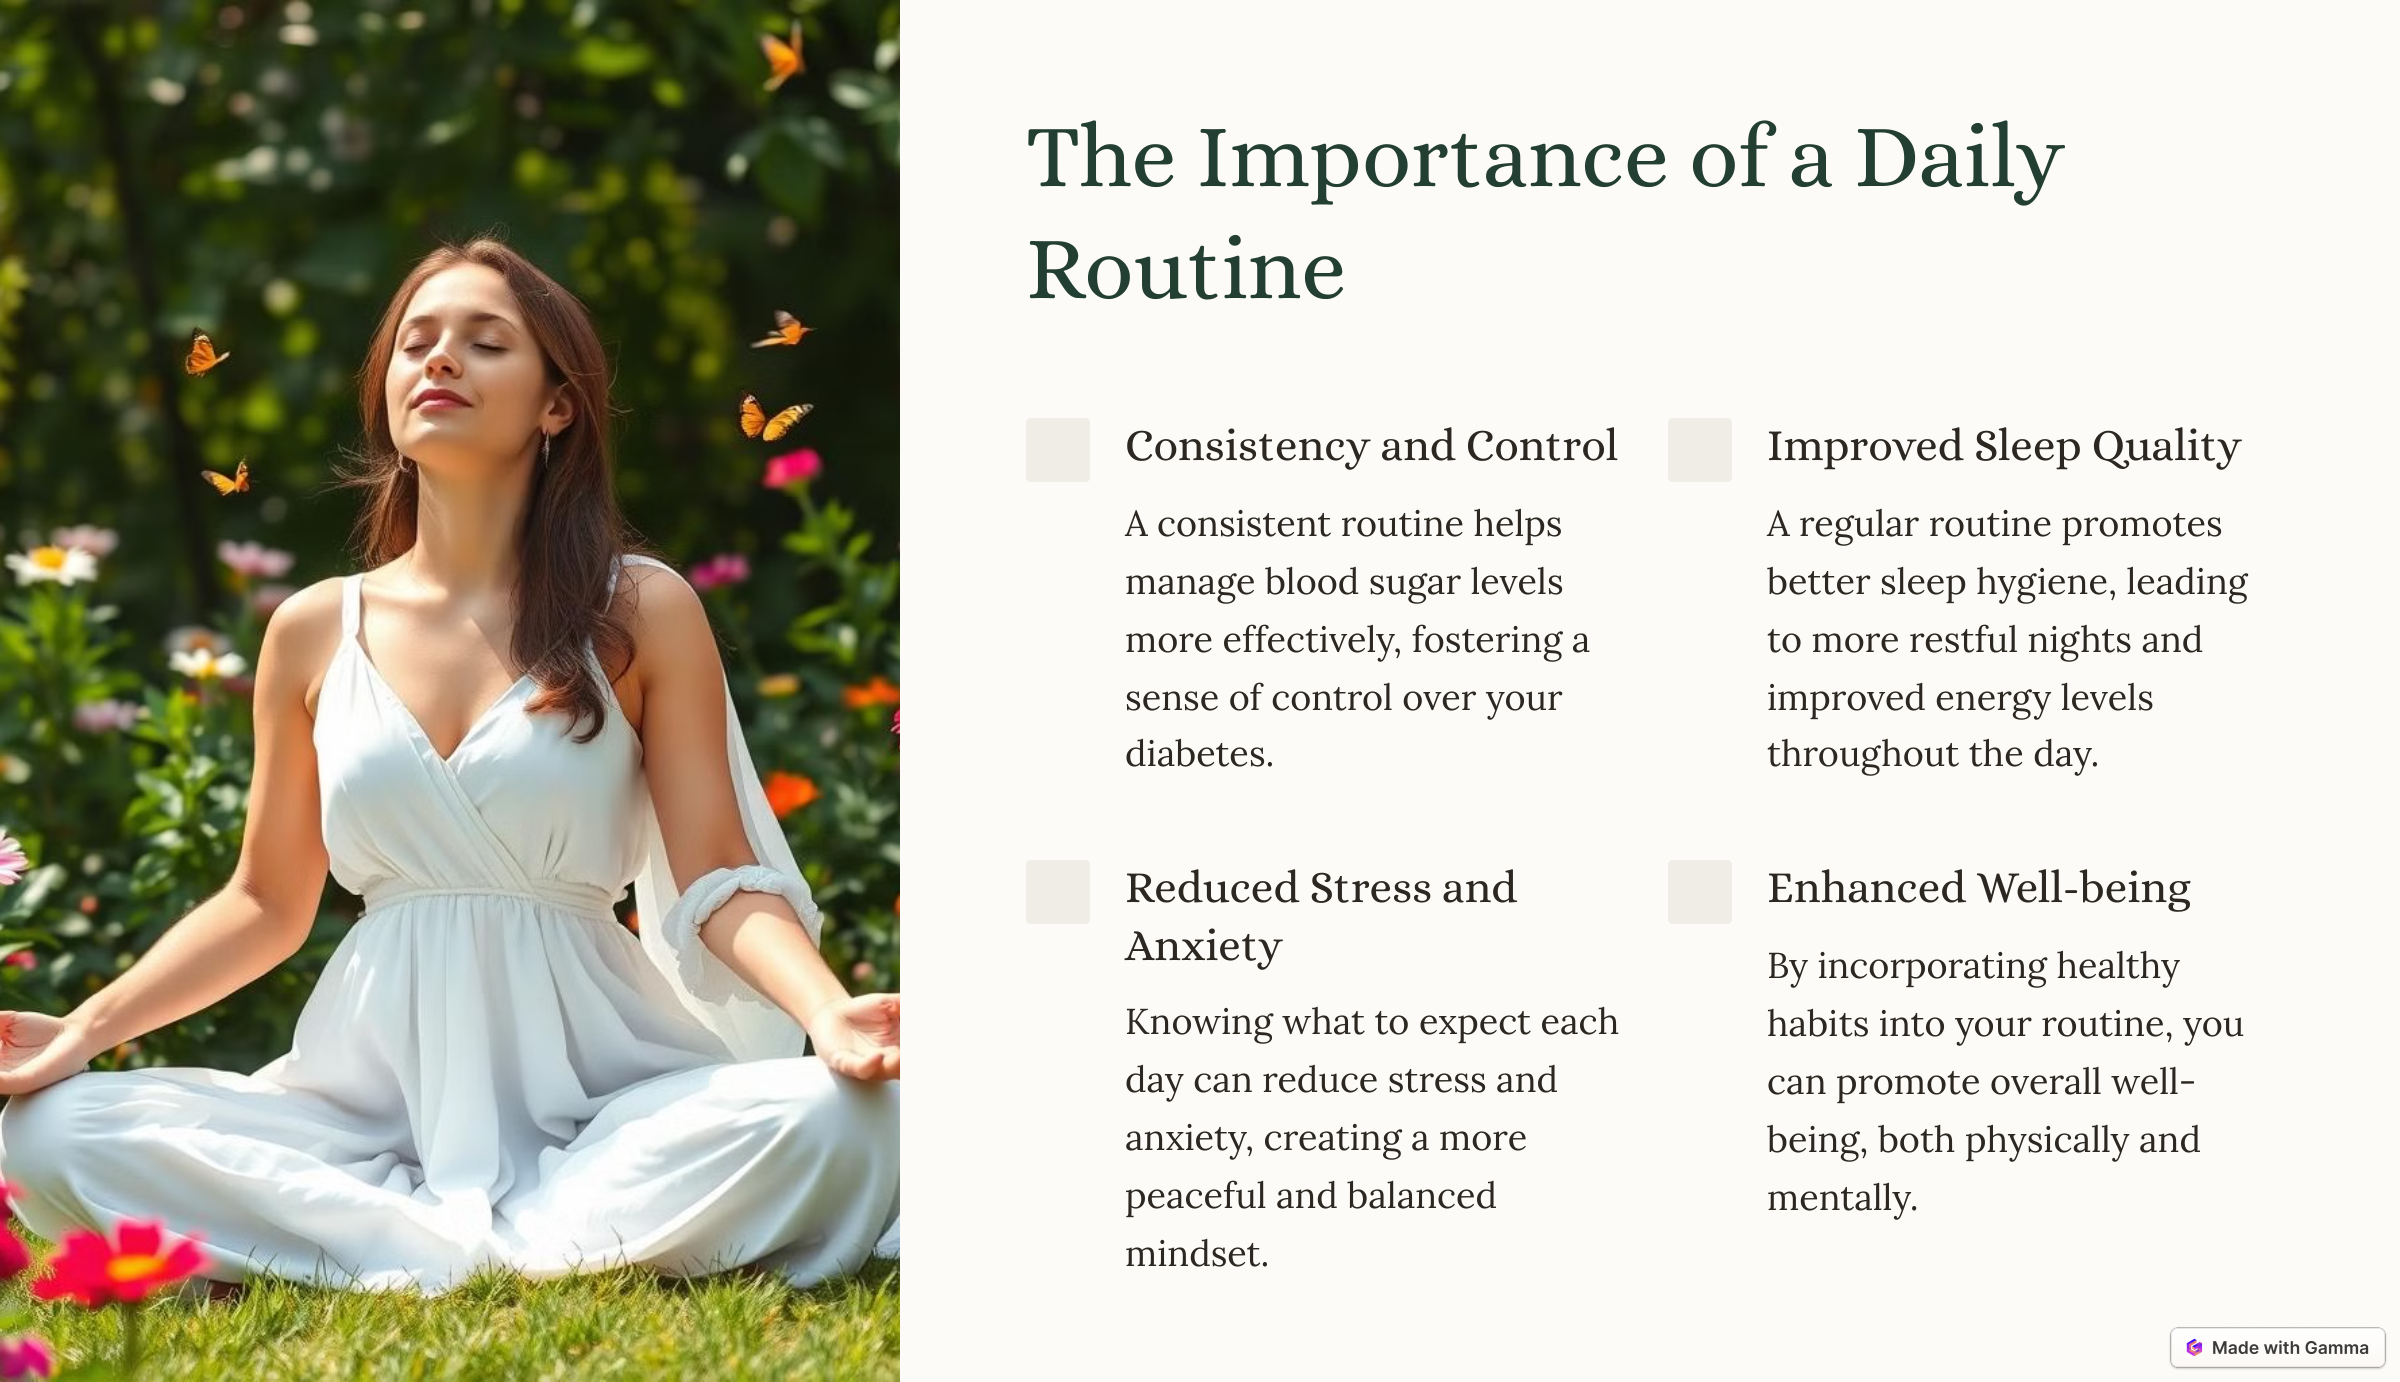 The Importance of a Daily
Routine
Consistency and Control
A consistent routine helps
manage blood sugar levels
more effectively, fostering a
sense of control over your
diabetes.
Improved Sleep Quality
A regular routine promotes
better sleep hygiene, leading
to more restful nights and
improved energy levels
throughout the day.
Reduced Stress and
Anxiety
Knowing what to expect each
day can reduce stress and
anxiety, creating a more
peaceful and balanced
mindset.
Enhanced Well-being
By incorporating healthy
habits into your routine, you
can promote overall well-
being, both physically and
mentally.
Made with Gamma